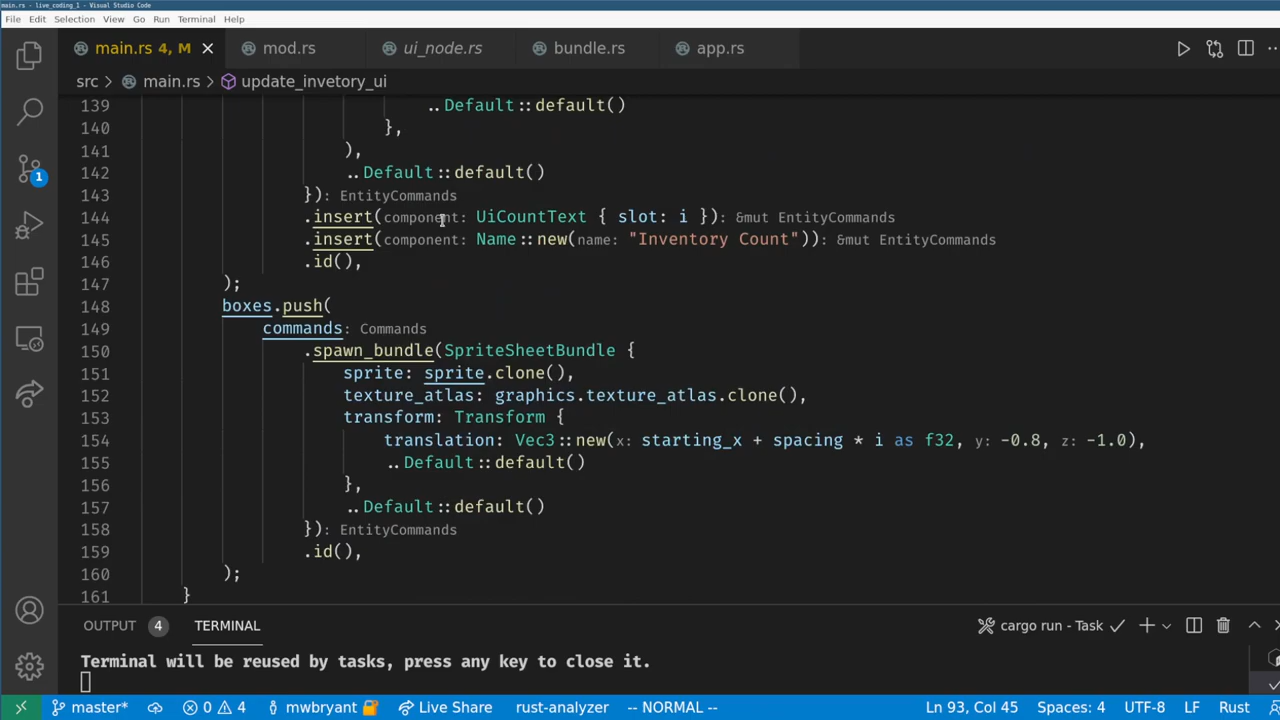 main.rs - live_coding_1 - Visual Studio Code
File Edit Selection View Go Run Terminal Help
main.rs 4, M mod.rs ui_node.rs bundle.rs app.rs
src > main.rs > update_invetory_ui
139 ..Default::default()
140 },
141 ),
142 ..Default::default()
143 }): EntityCommands
144 .insert(component: UiCountText { slot: i }): &mut EntityCommands
145 .insert(component: Name::new(name: "Inventory Count")): &mut EntityCommands
146 .id(),
147 );
148 boxes.push(
149 commands: Commands
150 .spawn_bundle(SpriteSheetBundle {
151 sprite: sprite.clone(),
152 texture_atlas: graphics.texture_atlas.clone(),
153 transform: Transform {
154 translation: Vec3::new(x: starting_x + spacing * i as f32, y: -0.8, z: -1.0),
155 ..Default::default()
156 },
157 ..Default::default()
158 }): EntityCommands
159 .id(),
160 );
161 }
1
OUTPUT 4 TERMINAL cargo run - Task
Terminal will be reused by tasks, press any key to close it.
master* 0 4 mwbryant Live Share rust-analyzer -- NORMAL -- Ln 93, Col 45 Spaces: 4 UTF-8 LF Rust